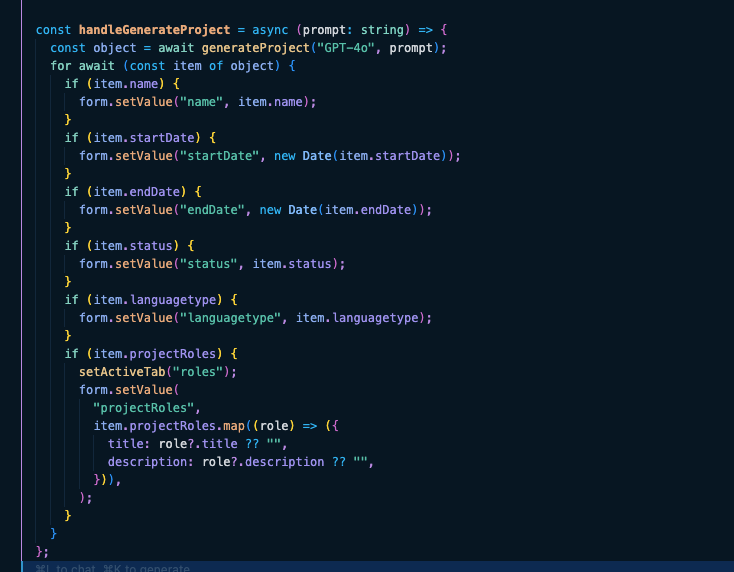 const handleGenerateProject = async (prompt: string) => {
const object = await generateProject("GPT-4o", prompt);
for await (const item of object) {
if (item.name) {
form.setValue("name", item.name);
}
if (item.startDate) {
form.setValue("startDate", new Date(item.startDate));
}
if (item.endDate) {
form.setValue("endDate", new Date(item.endDate));
}
if (item.status) {
form.setValue("status", item.status);
}
if (item.languagetype) {
form.setValue("languagetype", item.languagetype);
}
if (item.projectRoles) {
setActiveTab("roles");
form.setValue(
"projectRoles",
item.projectRoles.map((role) => ({
title: role?.title ?? "",
description: role?.description ?? "",
})),
);
}
}
};
⌘L to chat, ⌘K to generate